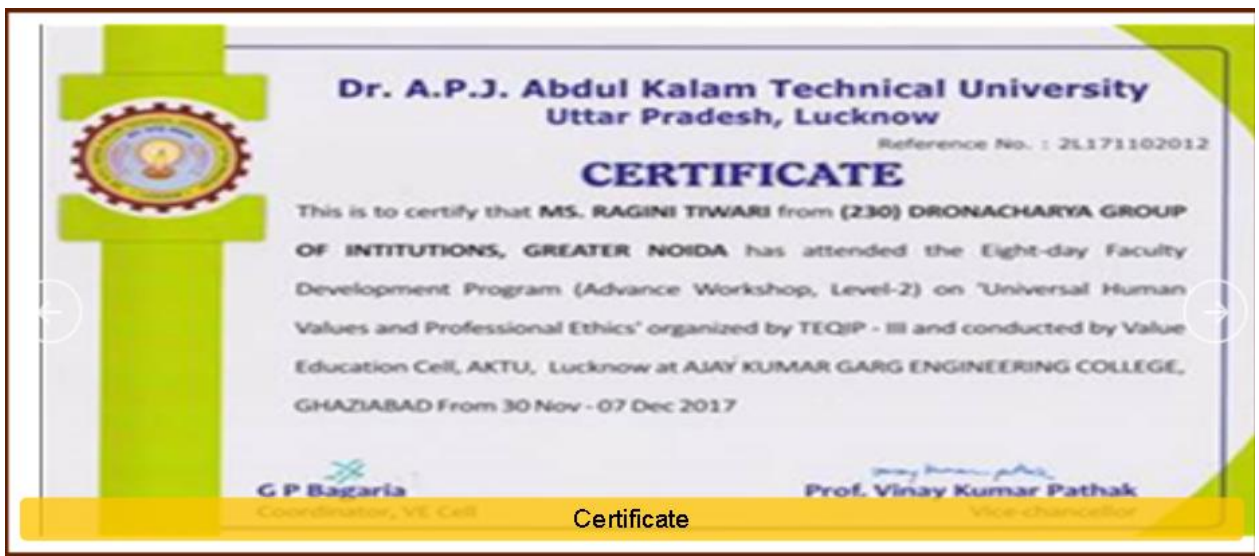 Dr. A.P.J. Abdul Kalam Technical University
Uttar Pradesh, Lucknow
Reference No. : 2L171102012
CERTIFICATE
This is to certify that MS. RAGINI TIWARI from (230) DRONACHARYA GROUP
OF INTITUTIONS, GREATER NOIDA has attended the Eight-day Faculty
Development Program (Advance Workshop, Level-2) on 'Universal Human
Values and Professional Ethics' organized by TEQIP - III and conducted by Value
Education Cell, AKTU, Lucknow at AJAY KUMAR GARG ENGINEERING COLLEGE,
GHAZIABAD From 30 Nov - 07 Dec 2017
G P Bagaria
Prof. Vinay Kumar Pathak
Coordinator, VE Cell
Vice-chancellor
Certificate